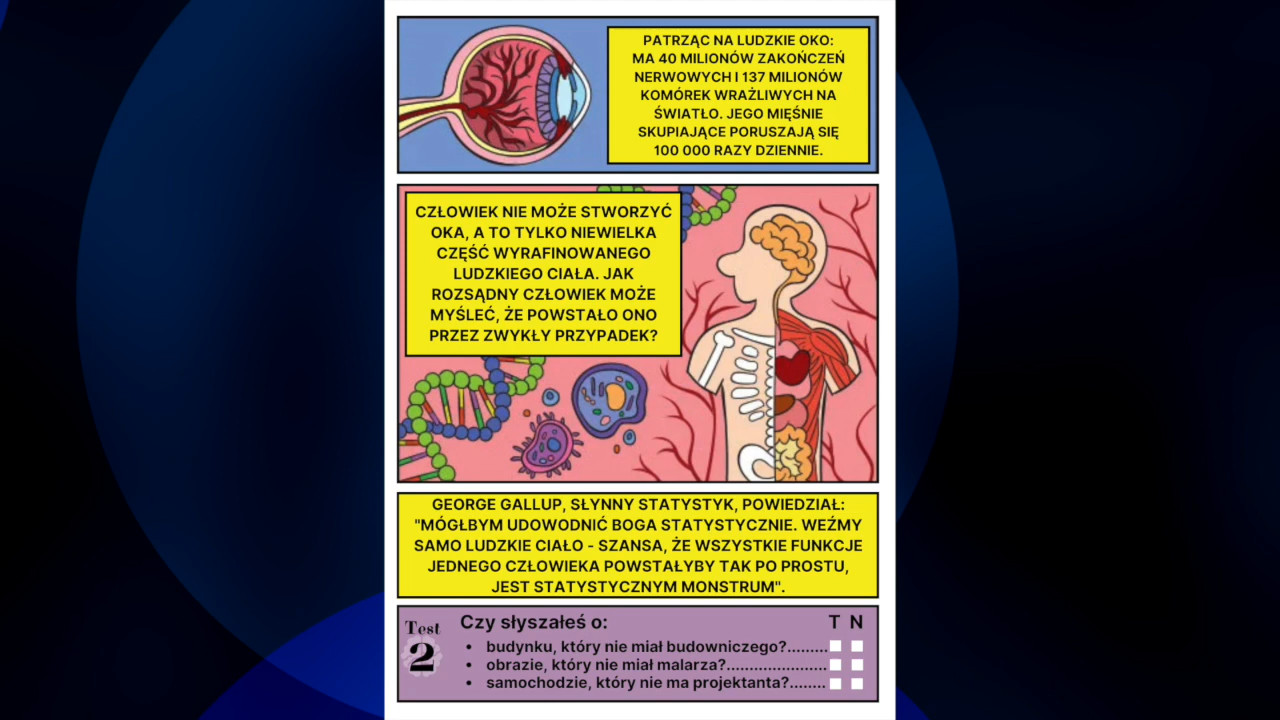 PATRZĄC NA LUDZKIE OKO:
MA 40 MILIONÓW ZAKOŃCZEŃ
NERWOWYCH I 137 MILIONÓW
KOMÓREK WRAŻLIWYCH NA
ŚWIATŁO. JEGO MIĘŚNIE
SKUPIAJĄCE PORUSZAJĄ SIĘ
100 000 RAZY DZIENNIE.
CZŁOWIEK NIE MOŻE STWORZYĆ
OKA, A TO TYLKO NIEWIELKA
CZĘŚĆ WYRAFINOWANEGO
LUDZKIEGO CIAŁA. JAK
ROZSĄDNY CZŁOWIEK MOŻE
MYŚLEĆ, ŻE POWSTAŁO ONO
PRZEZ ZWYKŁY PRZYPADEK?
GEORGE GALLUP, SŁYNNY STATYSTYK, POWIEDZIAŁ:
"MÓGŁBYM UDOWODNIĆ BOGA STATYSTYCZNIE. WEŹMY
SAMO LUDZKIE CIAŁO - SZANSA, ŻE WSZYSTKIE FUNKCJE
JEDNEGO CZŁOWIEKA POWSTAŁYBY TAK PO PROSTU,
JEST STATYSTYCZNYM MONSTRUM".
Test
2
Czy słyszałeś o: T N
• budynku, który nie miał budowniczego?.........
• obrazie, który nie miał malarza?.......................
• samochodzie, który nie ma projektanta?........